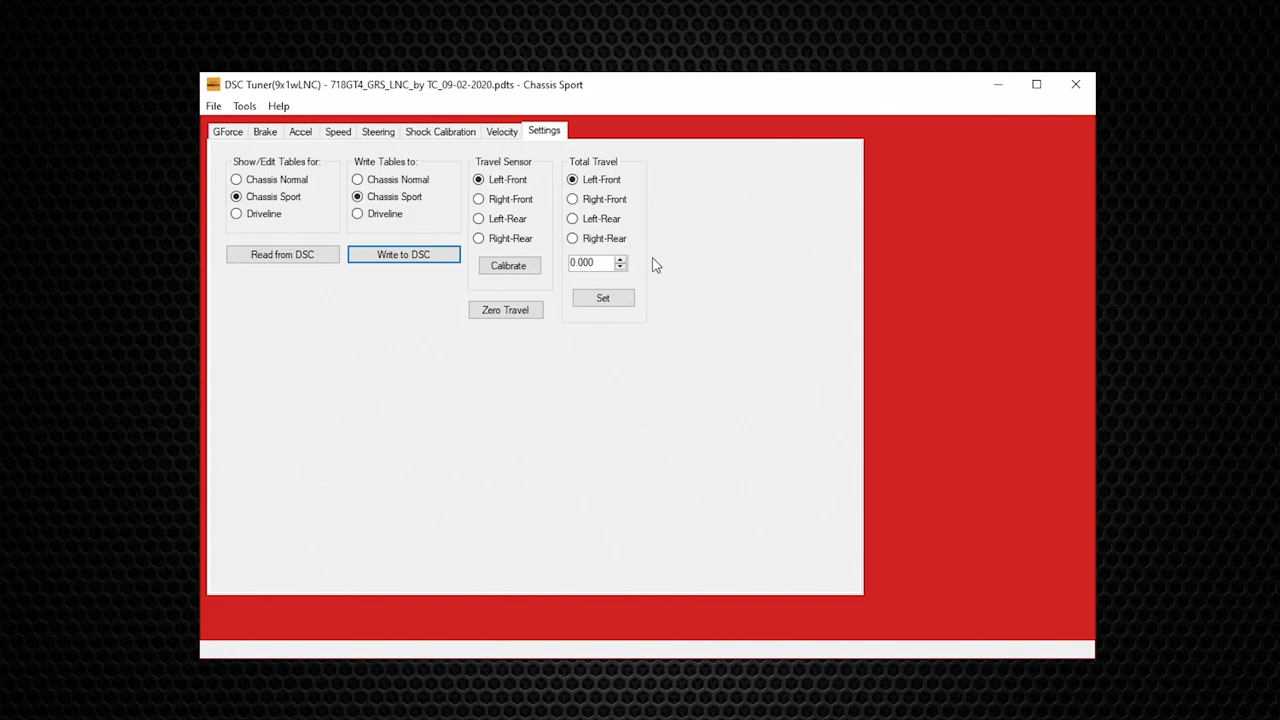 DSC Tuner(9x1wLNC) - 718GT4_GRS_LNC_by TC_09-02-2020.pdts - Chassis Sport
File Tools Help
GForce Brake Accel Speed Steering Shock Calibration Velocity Settings
Show/Edit Tables for:
Chassis Normal
Chassis Sport
Driveline
Read from DSC
Write Tables to:
Chassis Normal
Chassis Sport
Driveline
Write to DSC
Travel Sensor
Left-Front
Right-Front
Left-Rear
Right-Rear
Calibrate
Zero Travel
Total Travel
Left-Front
Right-Front
Left-Rear
Right-Rear
0.000
Set